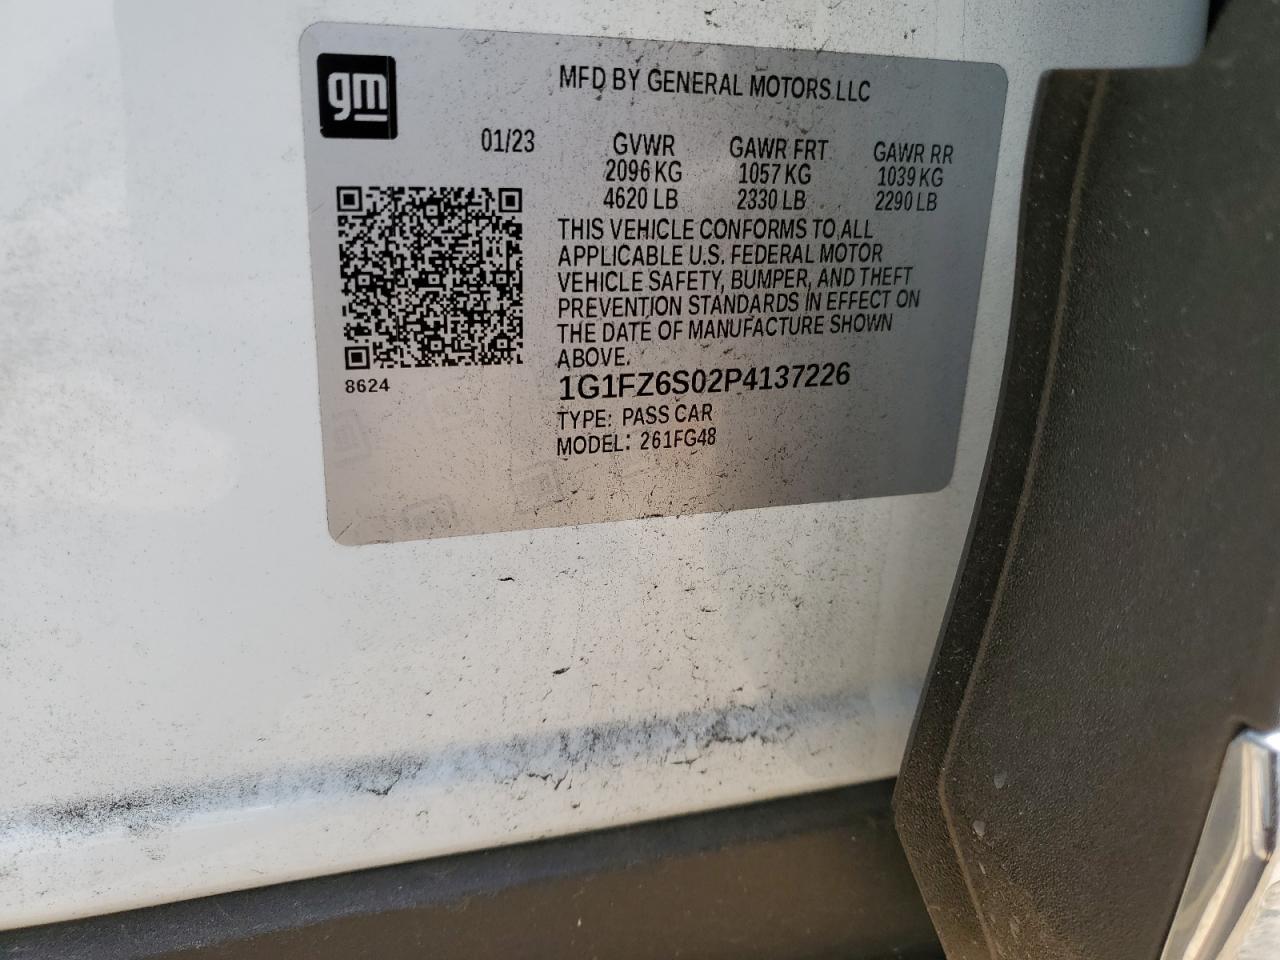 gm
MFD BY GENERAL MOTORS LLC
01/23 GVWR GAWR FRT GAWR RR
2096 KG 1057 KG 1039 KG
4620 LB 2330 LB 2290 LB
THIS VEHICLE CONFORMS TO ALL
APPLICABLE U.S. FEDERAL MOTOR
VEHICLE SAFETY, BUMPER, AND THEFT
PREVENTION STANDARDS IN EFFECT ON
THE DATE OF MANUFACTURE SHOWN
ABOVE.
8624
1G1FZ6S02P4137226
TYPE: PASS CAR
MODEL: 261FG48